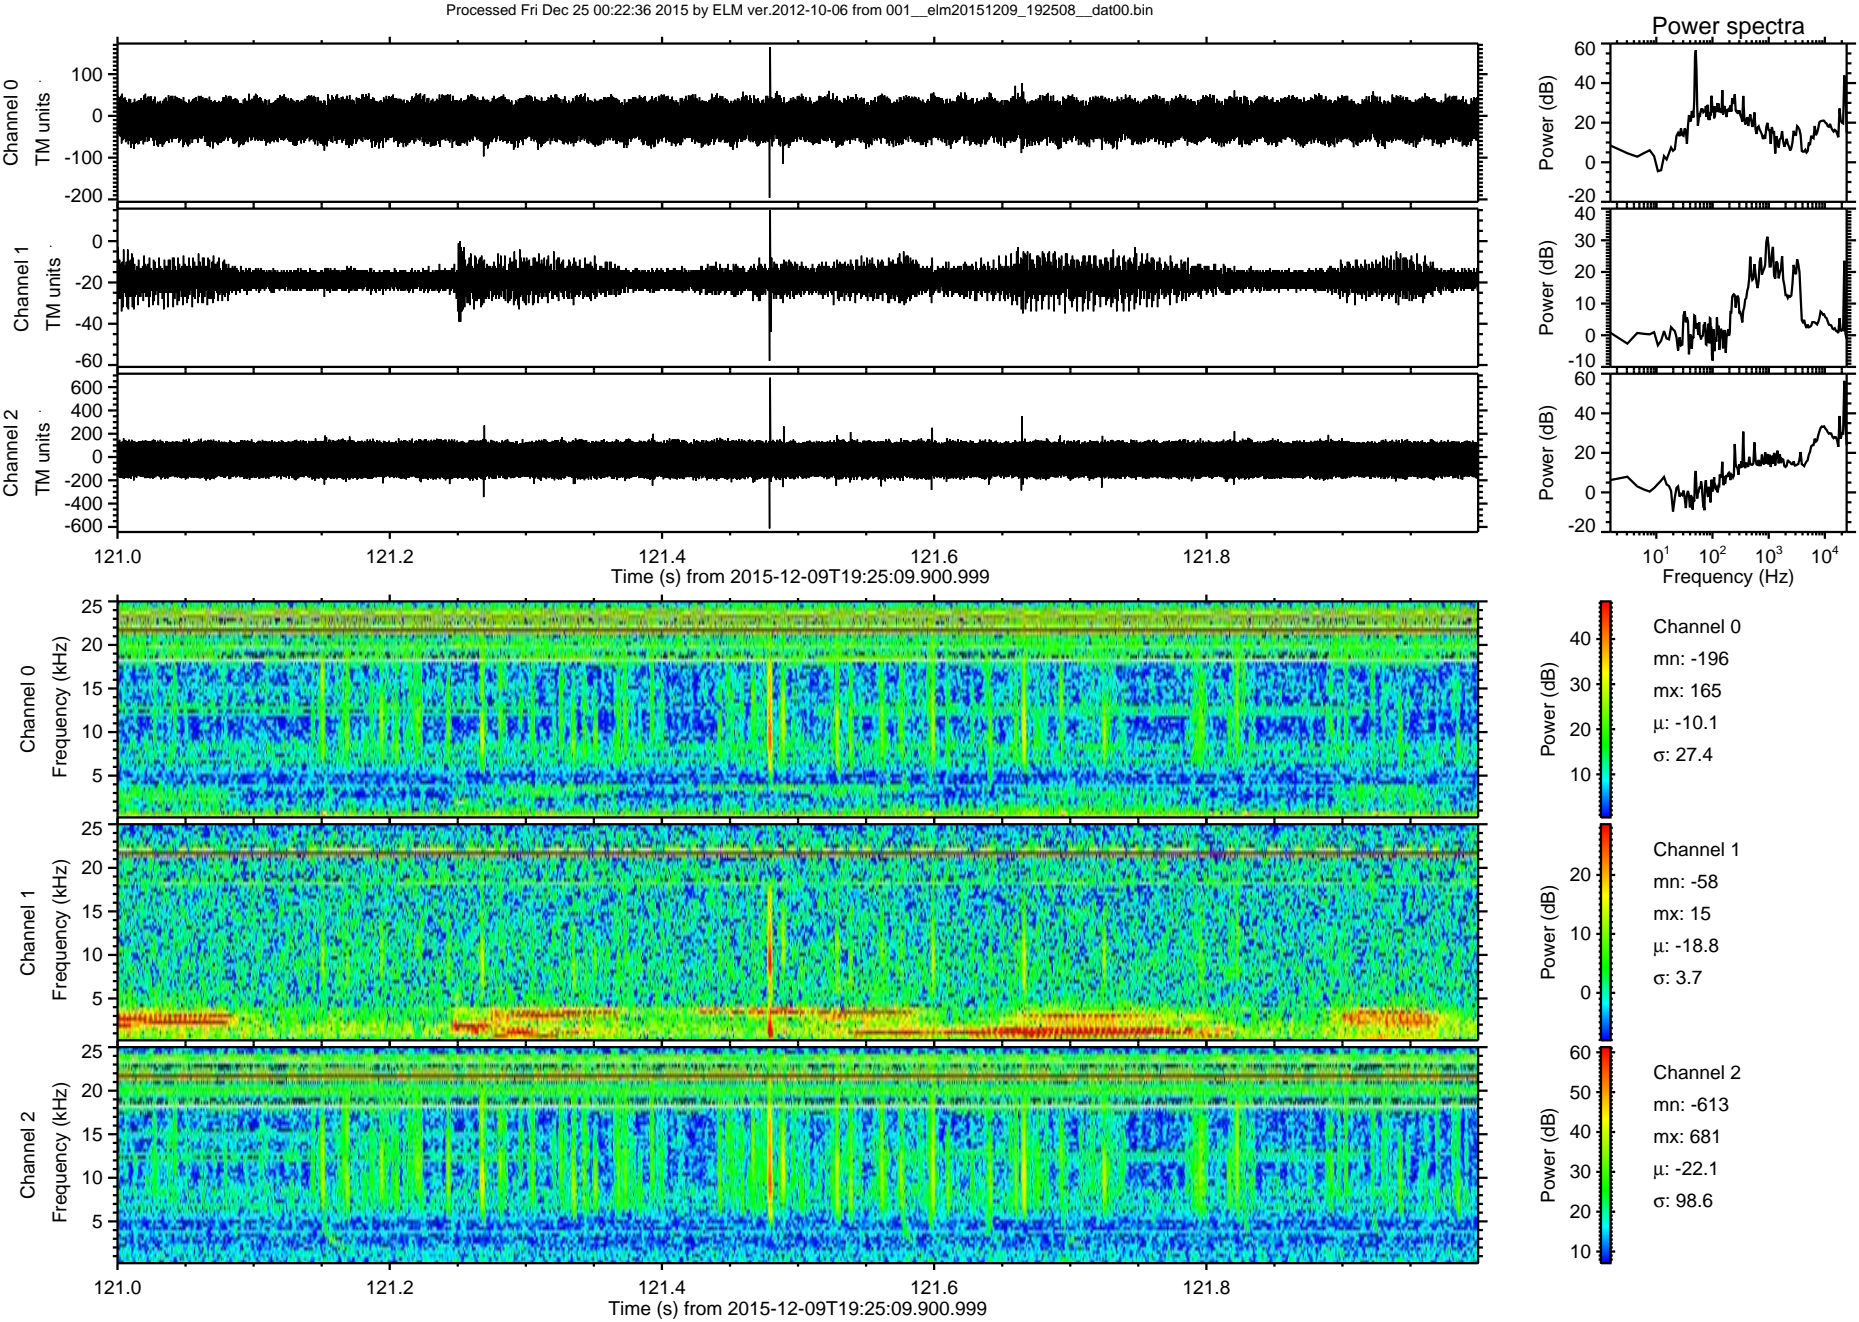 Processed Fri Dec 25 00:22:36 2015 by ELM ver.2012-10-06 from 001__elm20151209_192508__dat00.bin
Power spectra
Channel 0
TM units
100
0
-100
-200
Power (dB)
60
40
20
0
-20
Channel 1
TM units
0
-20
-40
-60
Power (dB)
40
30
20
10
0
-10
Channel 2
TM units
600
400
200
0
-200
-400
-600
Power (dB)
60
40
20
0
-20
121.0 121.2 121.4 121.6 121.8
Time (s) from 2015-12-09T19:25:09.900.999
10¹ 10² 10³ 10⁴
Frequency (Hz)
Channel 0
Frequency (kHz)
25
20
15
10
5
Power (dB)
40
30
20
10
Channel 0
mn: -196
mx: 165
μ: -10.1
σ: 27.4
Channel 1
Frequency (kHz)
25
20
15
10
5
Power (dB)
20
10
0
Channel 1
mn: -58
mx: 15
μ: -18.8
σ: 3.7
Channel 2
Frequency (kHz)
25
20
15
10
5
Power (dB)
60
50
40
30
20
10
Channel 2
mn: -613
mx: 681
μ: -22.1
σ: 98.6
121.0 121.2 121.4 121.6 121.8
Time (s) from 2015-12-09T19:25:09.900.999